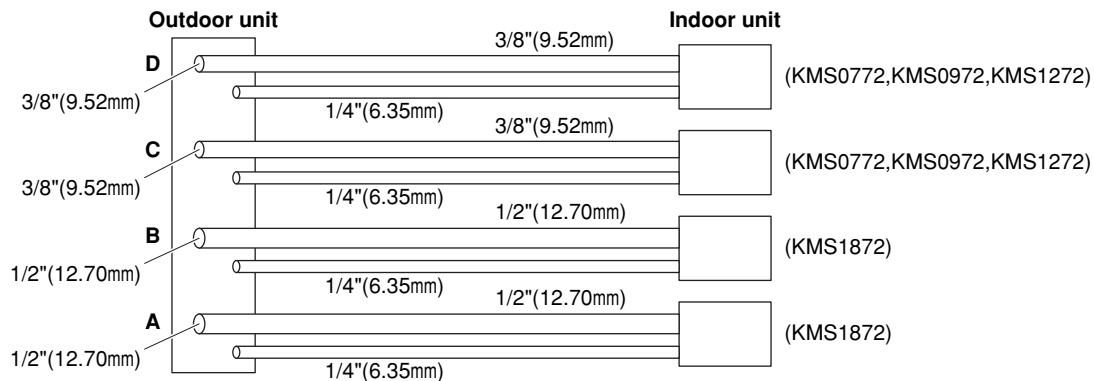 Outdoor unit
Indoor unit
3/8"(9.52mm)
D
(KMS0772,KMS0972,KMS1272)
3/8"(9.52mm)
1/4"(6.35mm)
3/8"(9.52mm)
C
(KMS0772,KMS0972,KMS1272)
3/8"(9.52mm)
1/4"(6.35mm)
1/2"(12.70mm)
B
(KMS1872)
1/2"(12.70mm)
1/4"(6.35mm)
1/2"(12.70mm)
A
(KMS1872)
1/2"(12.70mm)
1/4"(6.35mm)